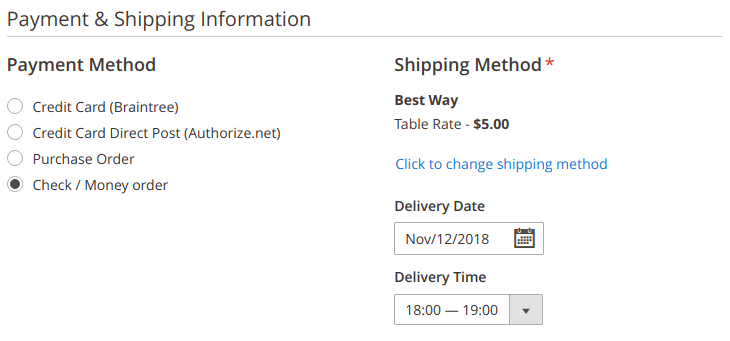 Payment & Shipping Information
Payment Method
Credit Card (Braintree)
Credit Card Direct Post (Authorize.net)
Purchase Order
Check / Money order
Shipping Method*
Best Way
Table Rate - $5.00
Click to change shipping method
Delivery Date
Nov/12/2018
Delivery Time
18:00 — 19:00